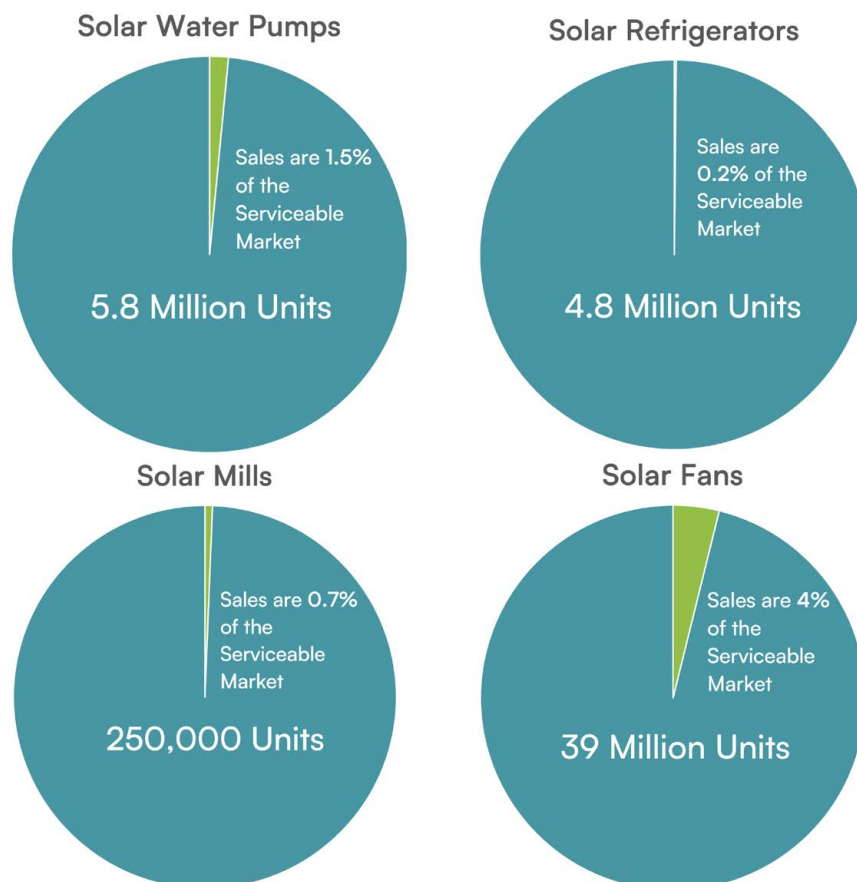 Solar Water Pumps
Sales are 1.5%
of the
Serviceable
Market
5.8 Million Units
Solar Refrigerators
Sales are
0.2% of the
Serviceable
Market
4.8 Million Units
Solar Mills
Sales are 0.7%
of the
Serviceable
Market
250,000 Units
Solar Fans
Sales are 4%
of the
Serviceable
Market
39 Million Units